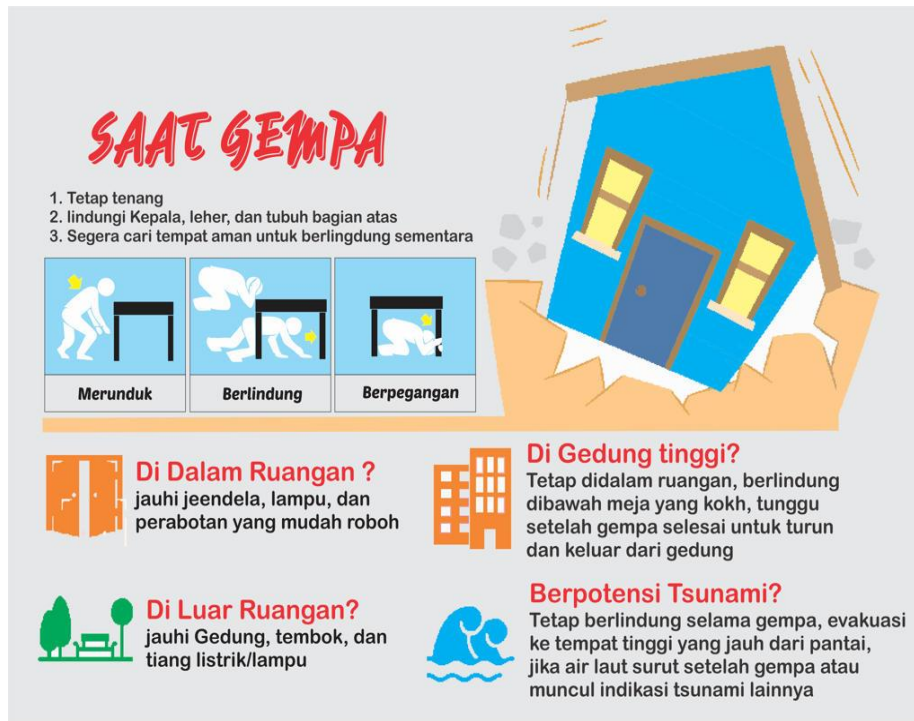 SAAT GEMPA
1. Tetap tenang
2. lindungi Kepala, leher, dan tubuh bagian atas
3. Segera cari tempat aman untuk berlingdung sementara
Merunduk
Berlindung
Berpegangan
Di Dalam Ruangan ?
jauhi jeendela, lampu, dan
perabotan yang mudah roboh
Di Gedung tinggi?
Tetap didalam ruangan, berlindung
dibawah meja yang kokh, tunggu
setelah gempa selesai untuk turun
dan keluar dari gedung
Di Luar Ruangan?
jauhi Gedung, tembok, dan
tiang listrik/lampu
Berpotensi Tsunami?
Tetap berlindung selama gempa, evakuasi
ke tempat tinggi yang jauh dari pantai,
jika air laut surut setelah gempa atau
muncul indikasi tsunami lainnya